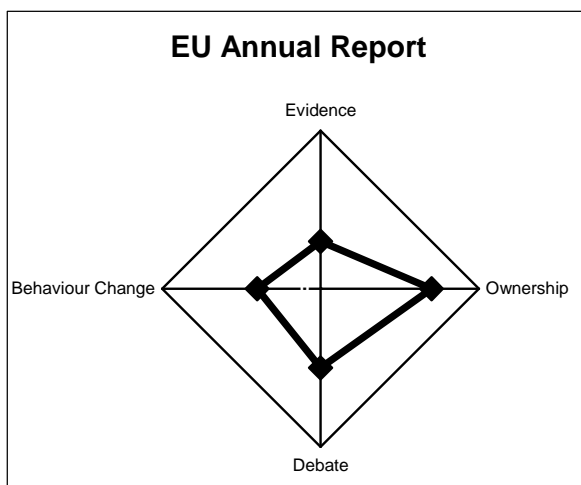 EU Annual Report
Evidence
Behaviour Change
Ownership
Debate